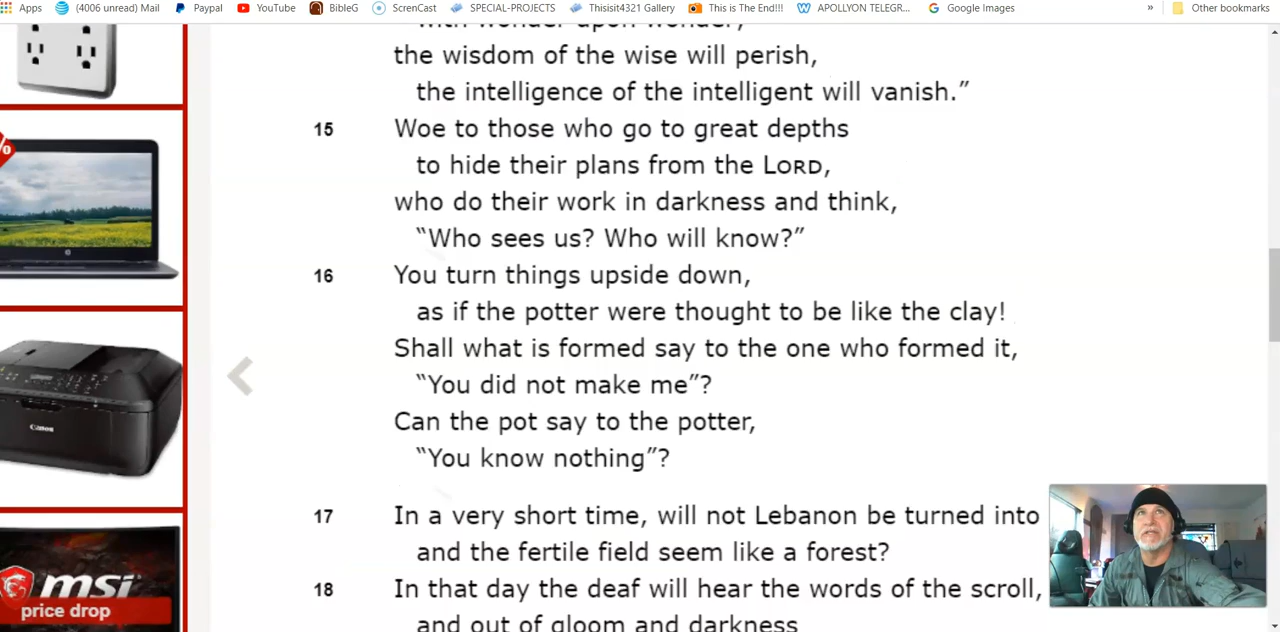 Apps (4006 unread) Mail Paypal YouTube BibleG ScrenCast SPECIAL-PROJECTS Thisisit4321 Gallery This is The End!!! APOLLYON TELEGR... Google Images » Other bookmarks
with wonder upon wonder;
the wisdom of the wise will perish,
the intelligence of the intelligent will vanish.”
15 Woe to those who go to great depths
to hide their plans from the LORD,
who do their work in darkness and think,
“Who sees us? Who will know?”
16 You turn things upside down,
as if the potter were thought to be like the clay!
Shall what is formed say to the one who formed it,
“You did not make me”?
Can the pot say to the potter,
“You know nothing”?
17 In a very short time, will not Lebanon be turned into
and the fertile field seem like a forest?
18 In that day the deaf will hear the words of the scroll,
and out of gloom and darkness
%
hp
Canon
msi
price drop